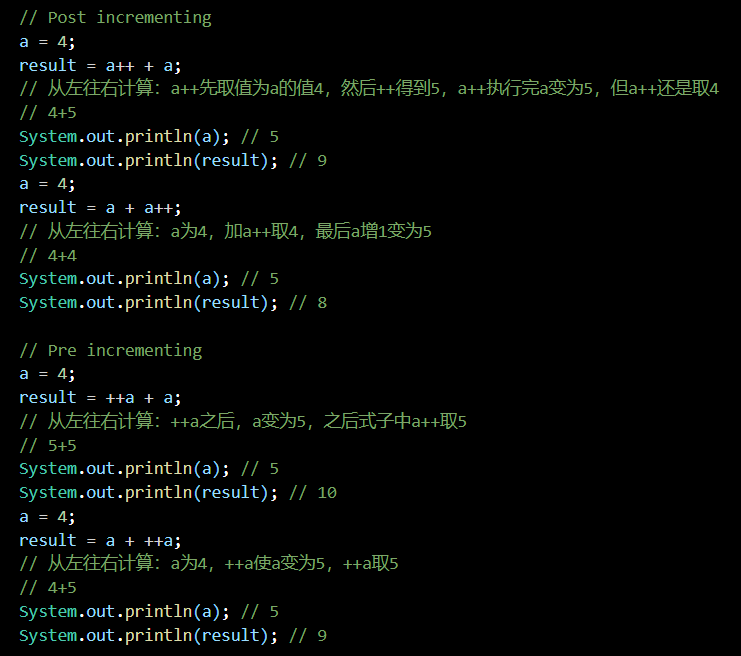 // Post incrementing
a = 4;
result = a++ + a;
// 从左往右计算：a++先取值为a的值4，然后++得到5，a++执行完a变为5，但a++还是取4
// 4+5
System.out.println(a); // 5
System.out.println(result); // 9
a = 4;
result = a + a++;
// 从左往右计算：a为4，加a++取4，最后a增1变为5
// 4+4
System.out.println(a); // 5
System.out.println(result); // 8
// Pre incrementing
a = 4;
result = ++a + a;
// 从左往右计算：++a之后，a变为5，之后式子中a++取5
// 5+5
System.out.println(a); // 5
System.out.println(result); // 10
a = 4;
result = a + ++a;
// 从左往右计算：a为4，++a使a变为5，++a取5
// 4+5
System.out.println(a); // 5
System.out.println(result); // 9